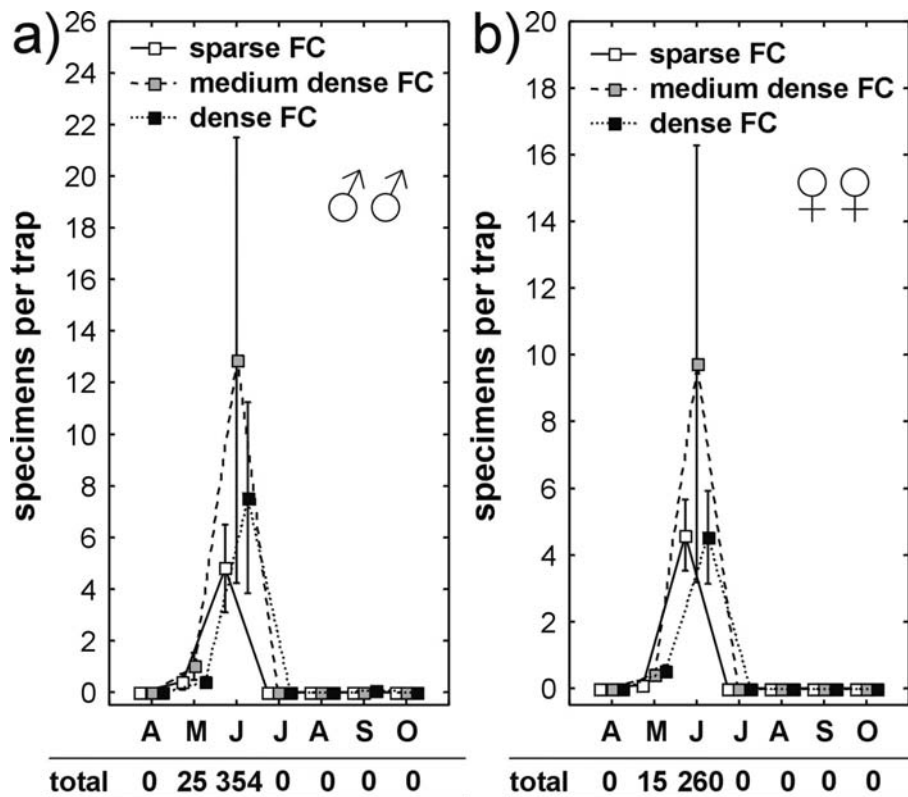 a)
sparse FC
medium dense FC
dense FC
♂♂
specimens per trap
26
24
22
20
18
16
14
12
10
8
6
4
2
0
A M J J A S O
total 0 25 354 0 0 0 0
b)
sparse FC
medium dense FC
dense FC
♀♀
specimens per trap
20
18
16
14
12
10
8
6
4
2
0
A M J J A S O
total 0 15 260 0 0 0 0